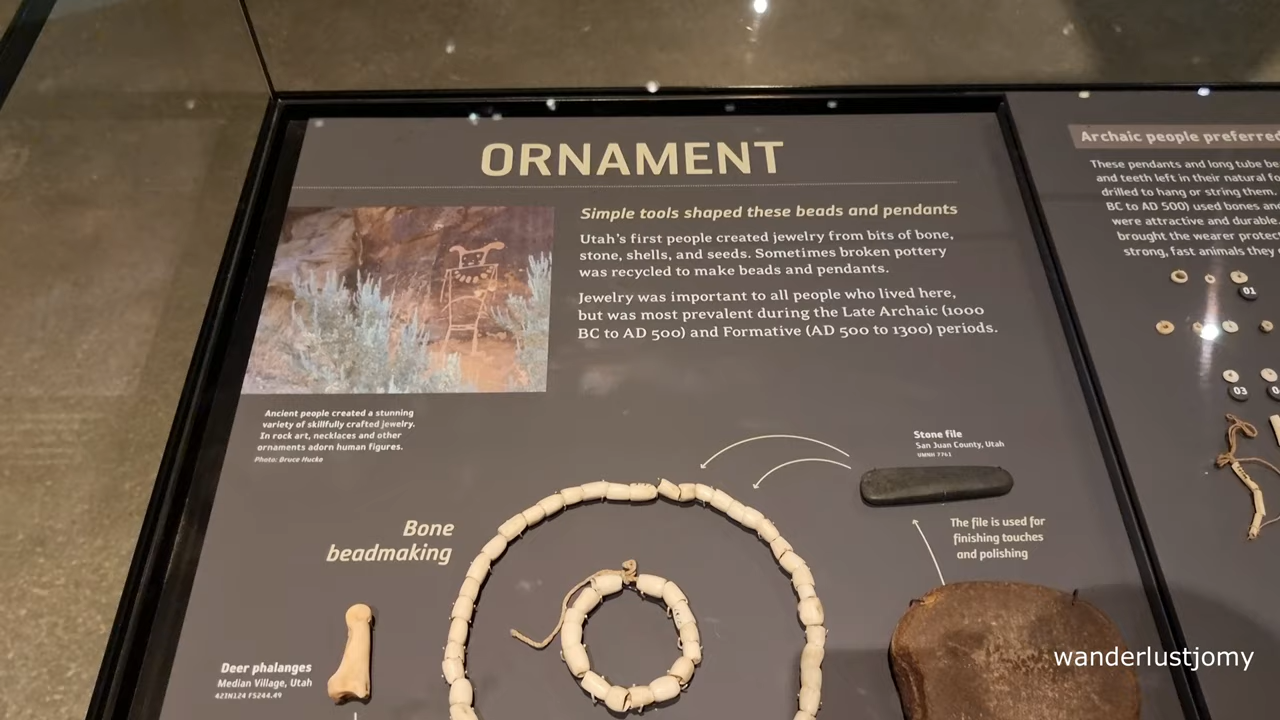 ORNAMENT
Simple tools shaped these beads and pendants
Utah's first people created jewelry from bits of bone,
stone, shells, and seeds. Sometimes broken pottery
was recycled to make beads and pendants.
Jewelry was important to all people who lived here,
but was most prevalent during the Late Archaic (1000
BC to AD 500) and Formative (AD 500 to 1300) periods.
Ancient people created a stunning
variety of skillfully crafted jewelry.
In rock art, necklaces and other
ornaments adorn human figures.
Photo: Bruce Hucko
Stone file
San Juan County, Utah
UMNH 7761
The file is used for
finishing touches
and polishing
Bone
beadmaking
Deer phalanges
Median Village, Utah
42IN124 FS244.49
Archaic people preferred
These pendants and long tube be
and teeth left in their natural fo
drilled to hang or string them.
BC to AD 500) used bones and
were attractive and durable
brought the wearer protec
strong, fast animals they
01
03
0
wanderlustjomy